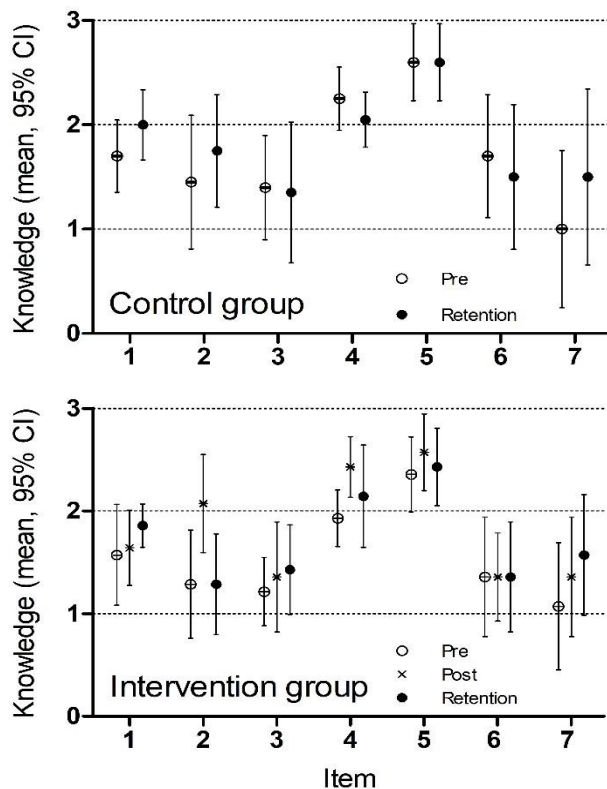 Knowledge (mean, 95% CI)
3
2
1
0
Pre
Retention
Control group
1 2 3 4 5 6 7
Knowledge (mean, 95% CI)
3
2
1
0
Pre
Post
Retention
Intervention group
1 2 3 4 5 6 7
Item